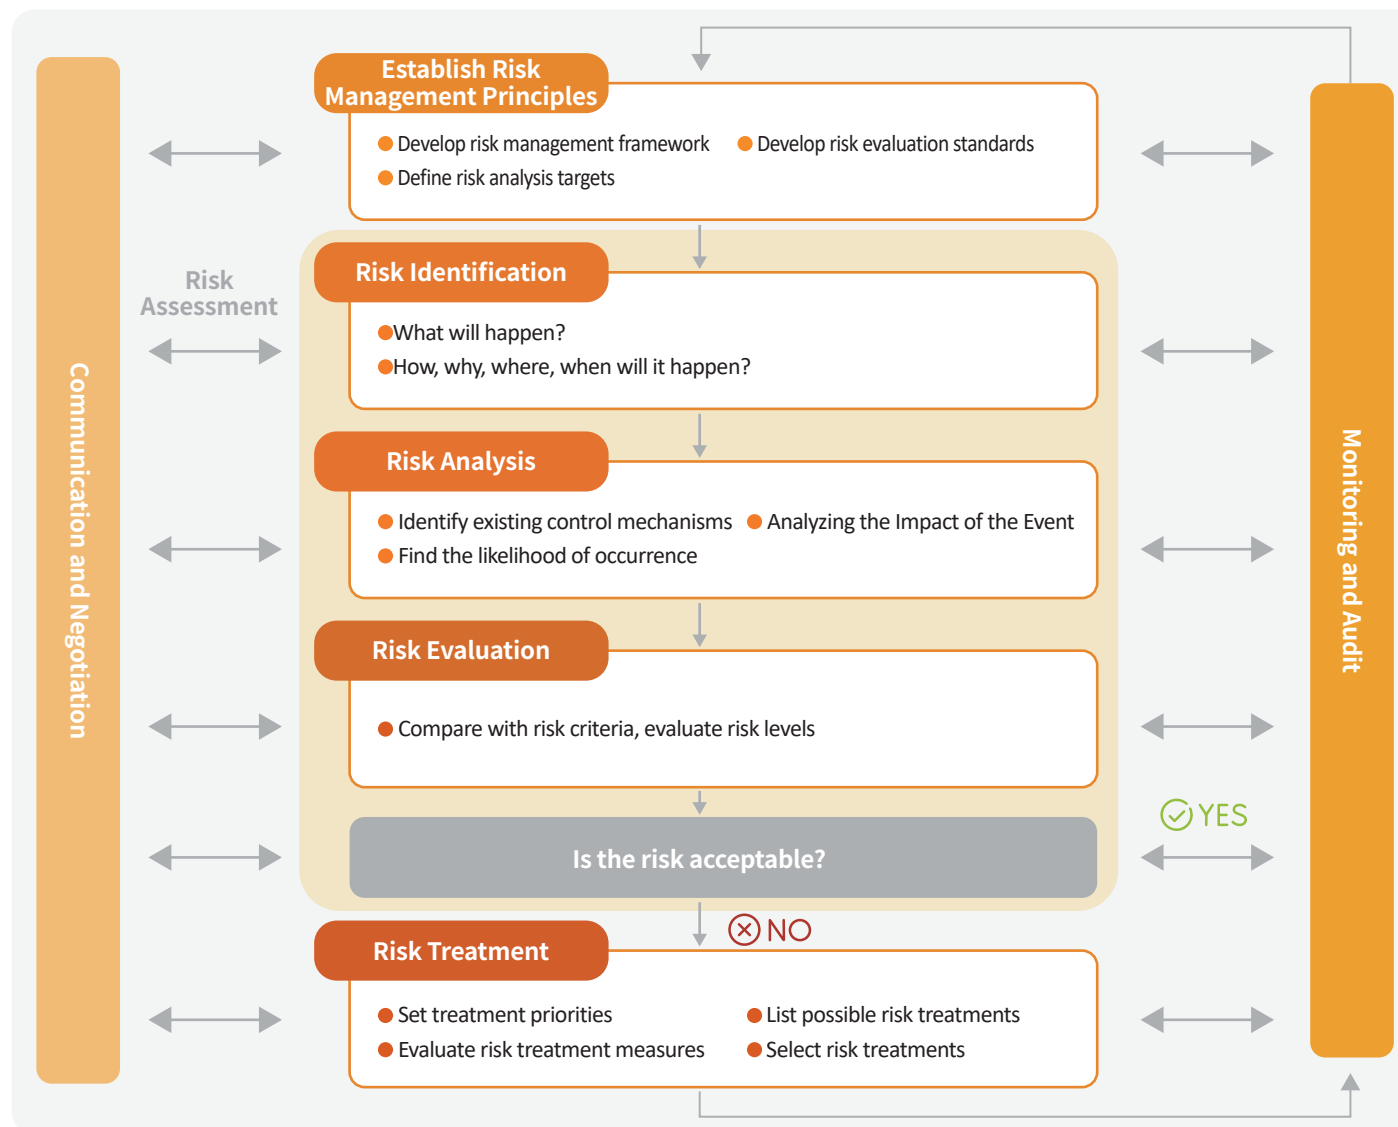 Establish Risk
Management Principles
Develop risk management framework
Develop risk evaluation standards
Define risk analysis targets
Risk
Assessment
Risk Identification
What will happen?
How, why, where, when will it happen?
Risk Analysis
Identify existing control mechanisms
Analyzing the Impact of the Event
Find the likelihood of occurrence
Risk Evaluation
Compare with risk criteria, evaluate risk levels
Is the risk acceptable?
YES
NO
Risk Treatment
Set treatment priorities
List possible risk treatments
Evaluate risk treatment measures
Select risk treatments
Communication and Negotiation
Monitoring and Audit